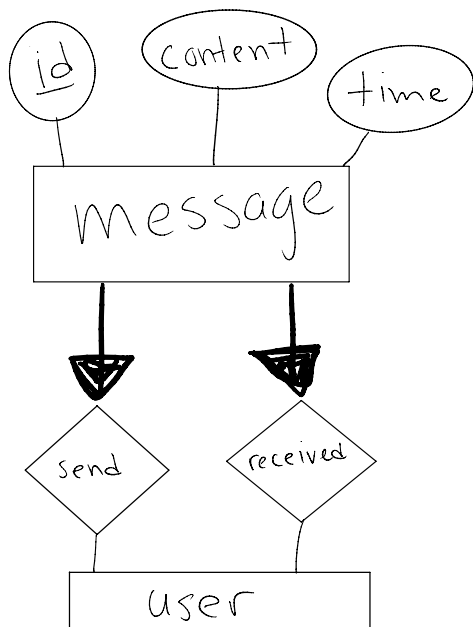 id
content
time
message
send
received
user